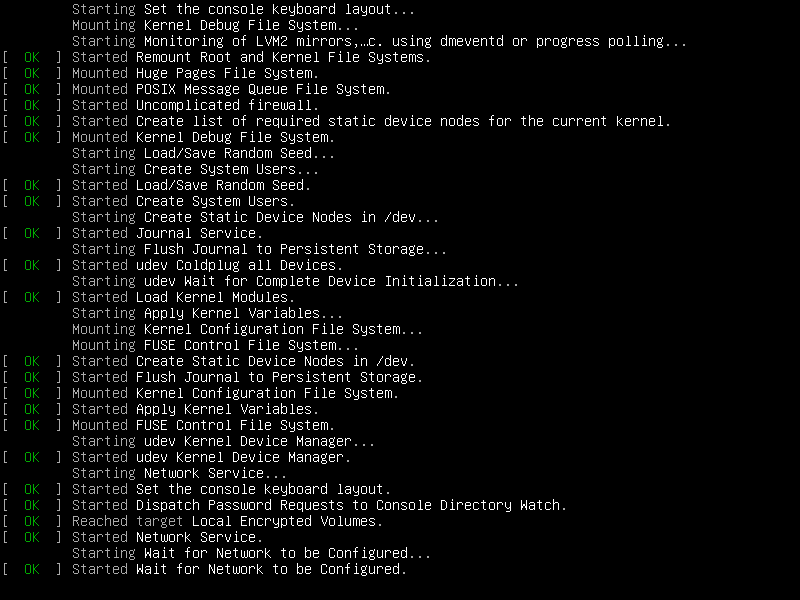 Starting Set the console keyboard layout...
Mounting Kernel Debug File System...
Starting Monitoring of LVM2 mirrors,…c. using dmeventd or progress polling...
[  OK  ] Started Remount Root and Kernel File Systems.
[  OK  ] Mounted Huge Pages File System.
[  OK  ] Mounted POSIX Message Queue File System.
[  OK  ] Started Uncomplicated firewall.
[  OK  ] Started Create list of required static device nodes for the current kernel.
[  OK  ] Mounted Kernel Debug File System.
Starting Load/Save Random Seed...
Starting Create System Users...
[  OK  ] Started Load/Save Random Seed.
[  OK  ] Started Create System Users.
Starting Create Static Device Nodes in /dev...
[  OK  ] Started Journal Service.
Starting Flush Journal to Persistent Storage...
[  OK  ] Started udev Coldplug all Devices.
Starting udev Wait for Complete Device Initialization...
[  OK  ] Started Load Kernel Modules.
Starting Apply Kernel Variables...
Mounting Kernel Configuration File System...
Mounting FUSE Control File System...
[  OK  ] Started Create Static Device Nodes in /dev.
[  OK  ] Started Flush Journal to Persistent Storage.
[  OK  ] Mounted Kernel Configuration File System.
[  OK  ] Started Apply Kernel Variables.
[  OK  ] Mounted FUSE Control File System.
Starting udev Kernel Device Manager...
[  OK  ] Started udev Kernel Device Manager.
Starting Network Service...
[  OK  ] Started Set the console keyboard layout.
[  OK  ] Started Dispatch Password Requests to Console Directory Watch.
[  OK  ] Reached target Local Encrypted Volumes.
[  OK  ] Started Network Service.
Starting Wait for Network to be Configured...
[  OK  ] Started Wait for Network to be Configured.